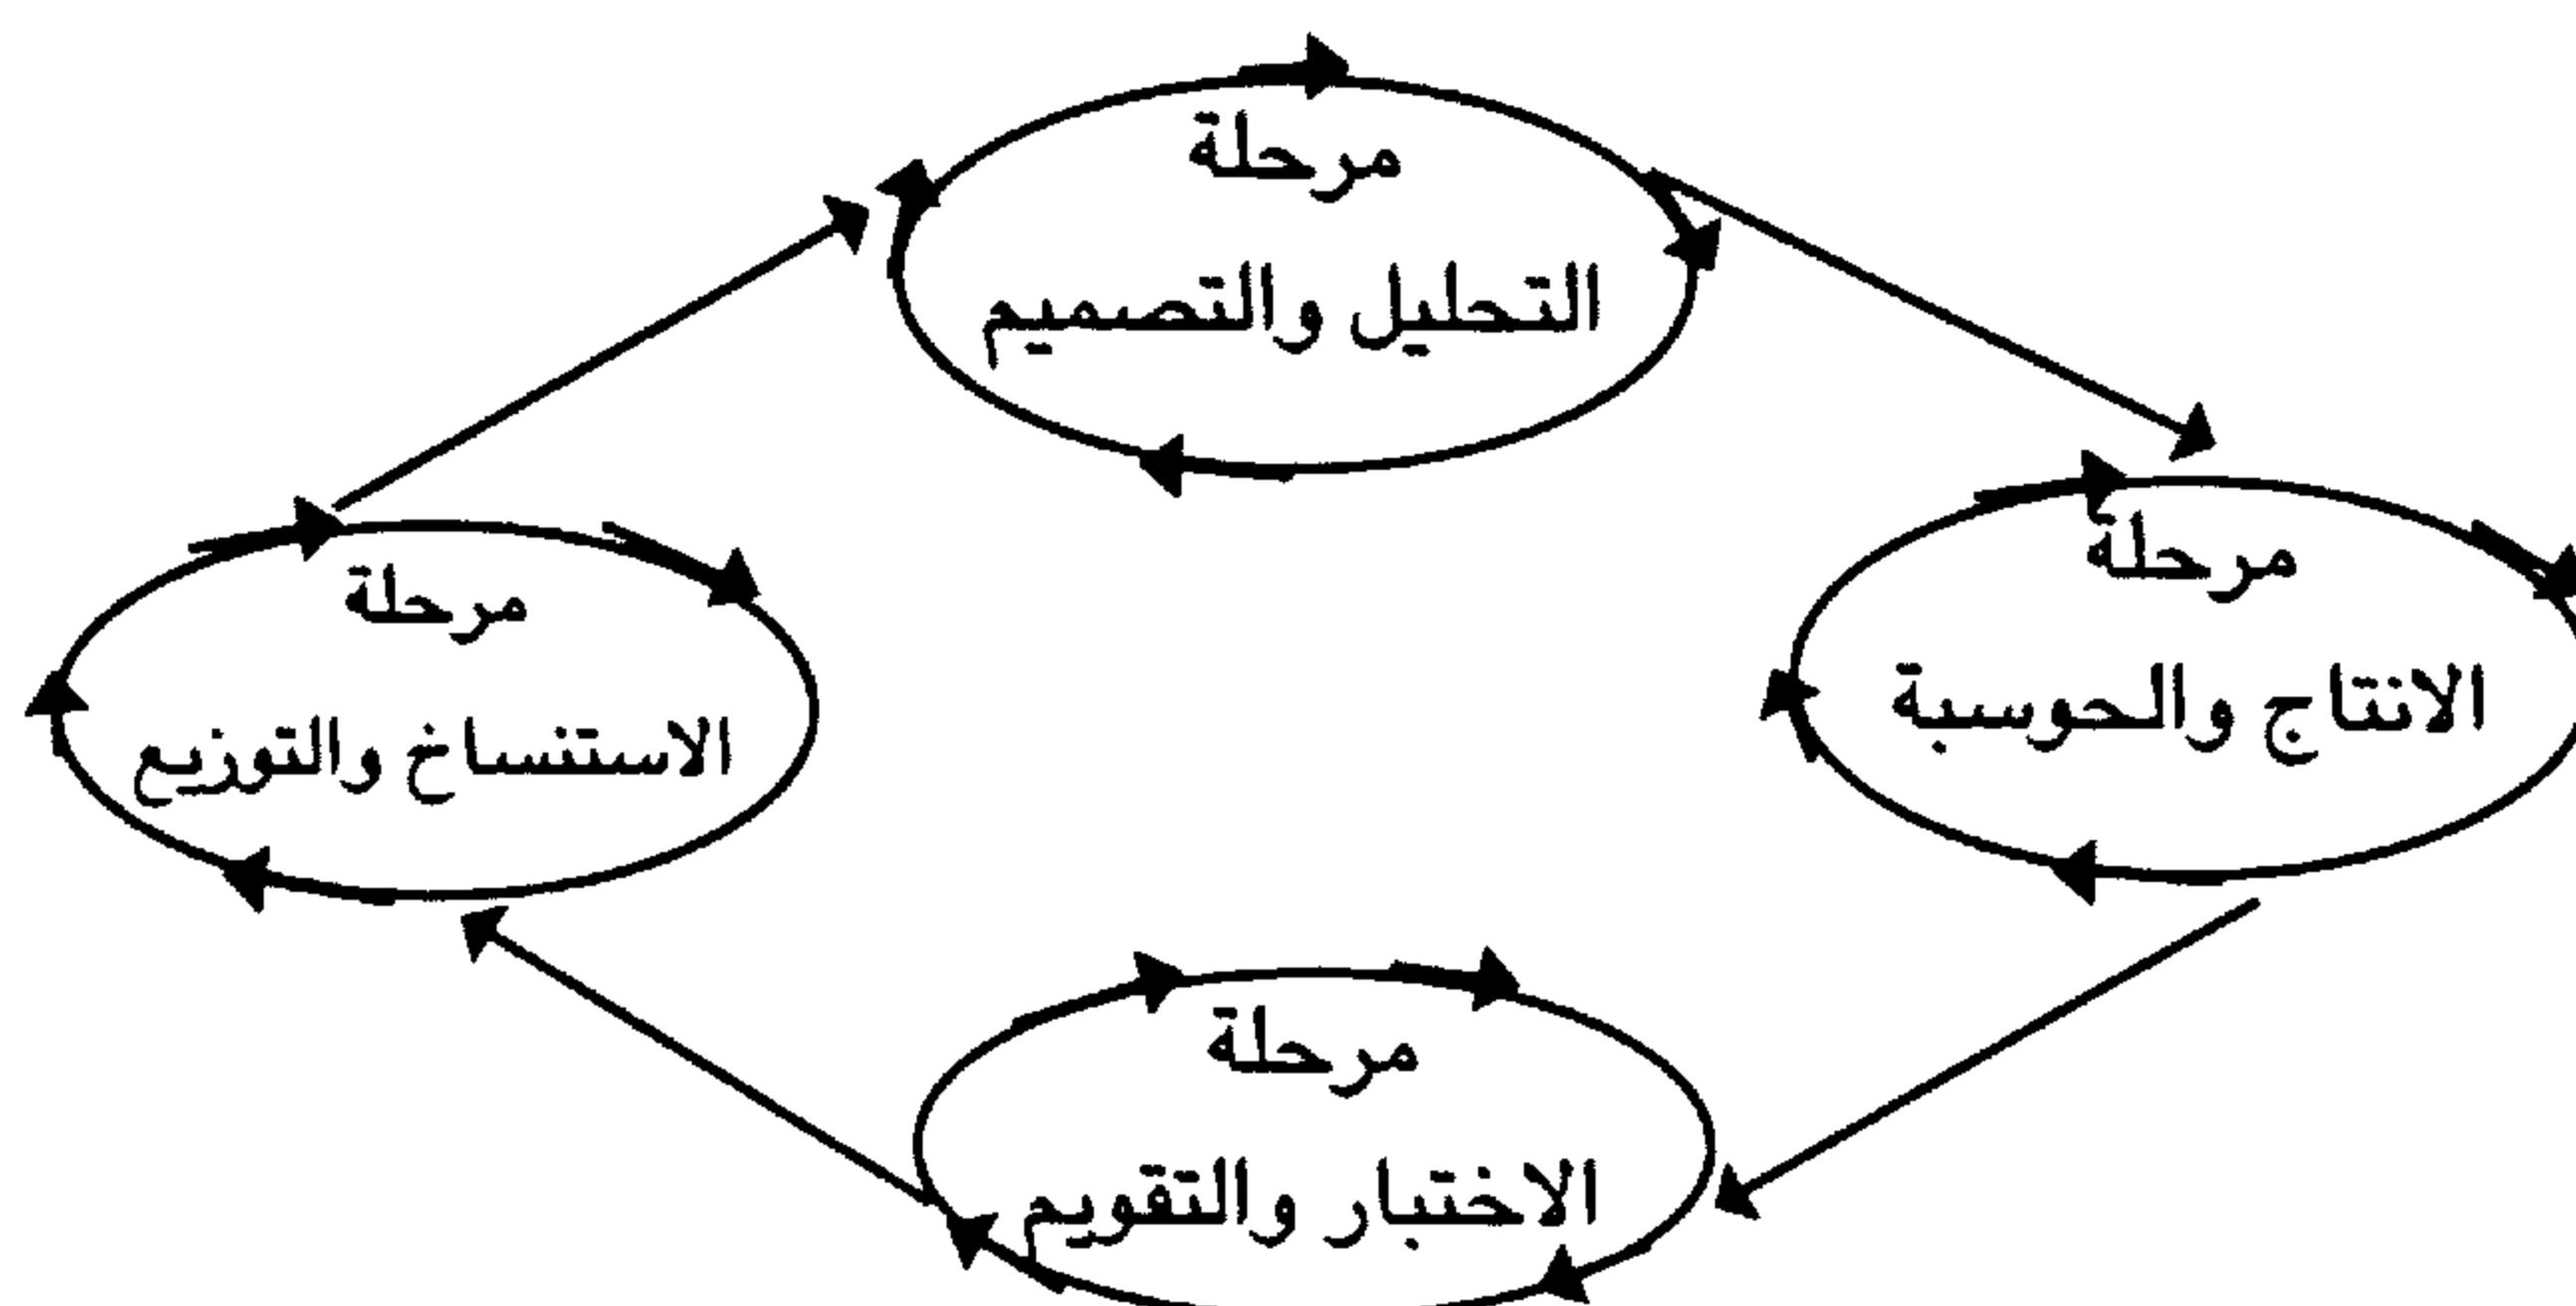 مرحلة
التحليل والتصميم
مرحلة
الانتاج والحوسبة
مرحلة
الاختبار والتقويم
مرحلة
الاستنساخ والتوزيع